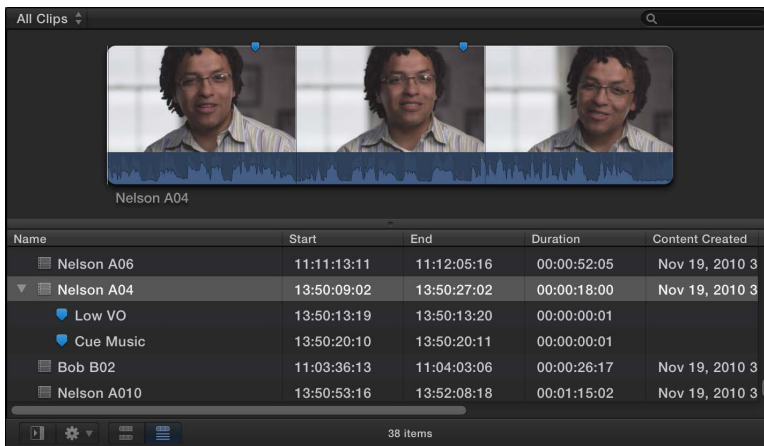 All Clips
Nelson A04
Name Start End Duration Content Created
Nelson A06 11:11:13:11 11:12:05:16 00:00:52:05 Nov 19, 2010 3
Nelson A04 13:50:09:02 13:50:27:02 00:00:18:00 Nov 19, 2010 3
Low VO 13:50:13:19 13:50:13:20 00:00:00:01
Cue Music 13:50:20:10 13:50:20:11 00:00:00:01
Bob B02 11:03:36:13 11:04:03:06 00:00:26:17 Nov 19, 2010 3
Nelson A010 13:50:53:16 13:52:08:18 00:01:15:02 Nov 19, 2010 3
38 items